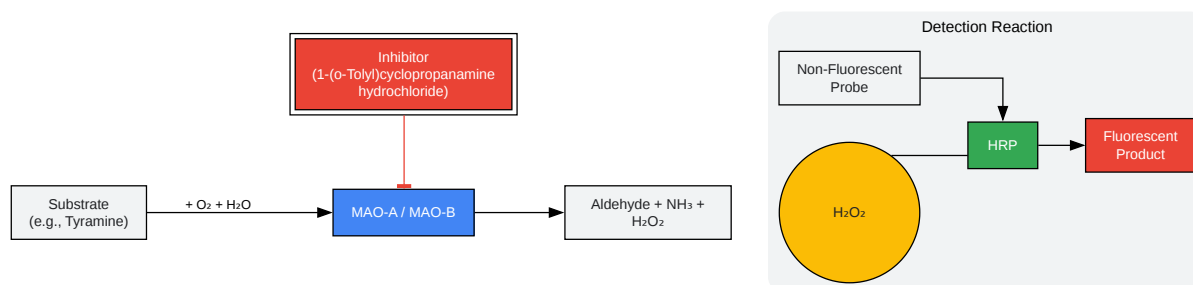 Inhibitor
(1-(o-Tolyl)cyclopropanamine
hydrochloride)
Substrate
(e.g., Tyramine)
+ O₂ + H₂O
MAO-A / MAO-B
Aldehyde + NH₃ +
H₂O₂
Detection Reaction
Non-Fluorescent
Probe
HRP
Fluorescent
Product
H₂O₂